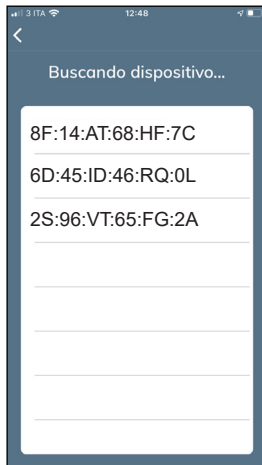 3 ITA 12:48
Buscando dispositivo...
8F:14:AT:68:HF:7C
6D:45:ID:46:RQ:0L
2S:96:VT:65:FG:2A